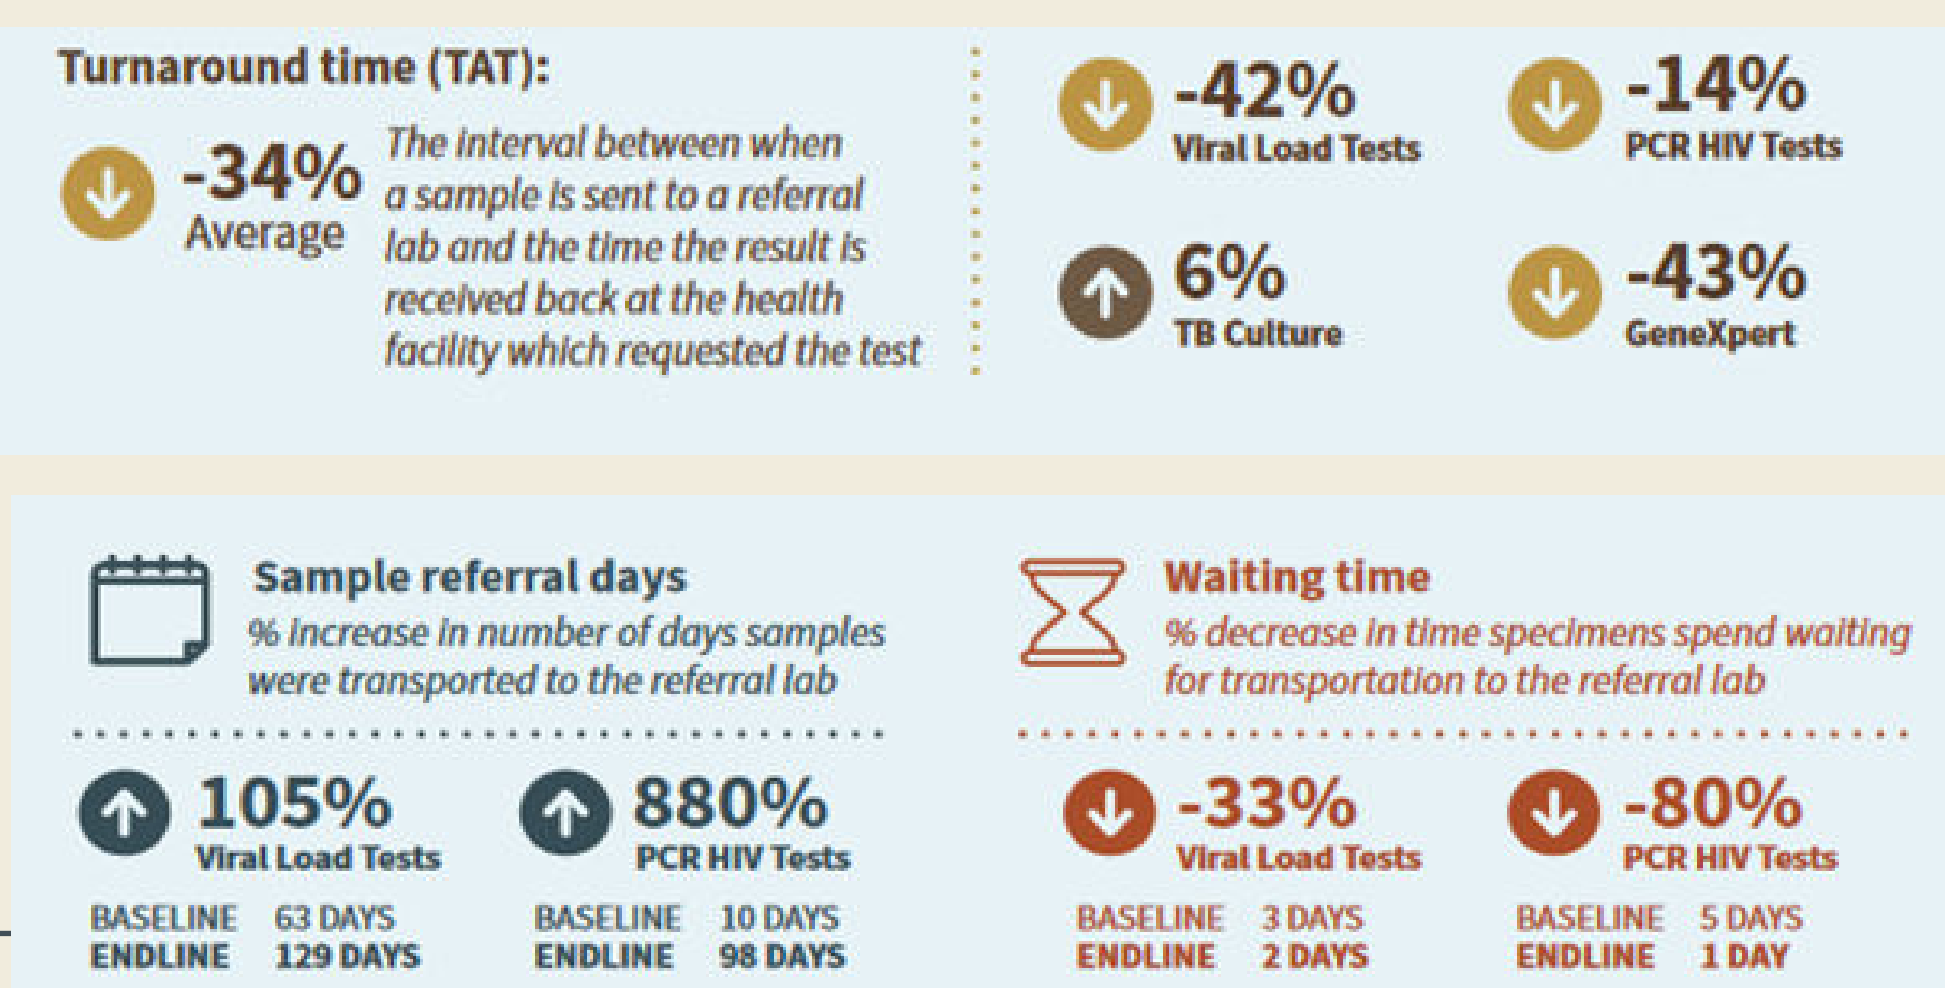 Turnaround time (TAT):
-34%
Average
The interval between when
a sample is sent to a referral
lab and the time the result is
received back at the health
facility which requested the test
-42%
Viral Load Tests
-14%
PCR HIV Tests
6%
TB Culture
-43%
GeneXpert
Sample referral days
% increase in number of days samples
were transported to the referral lab
105%
Viral Load Tests
BASELINE 63 DAYS
ENDLINE 129 DAYS
880%
PCR HIV Tests
BASELINE 10 DAYS
ENDLINE 98 DAYS
Waiting time
% decrease in time specimens spend waiting
for transportation to the referral lab
-33%
Viral Load Tests
BASELINE 3 DAYS
ENDLINE 2 DAYS
-80%
PCR HIV Tests
BASELINE 5 DAYS
ENDLINE 1 DAY